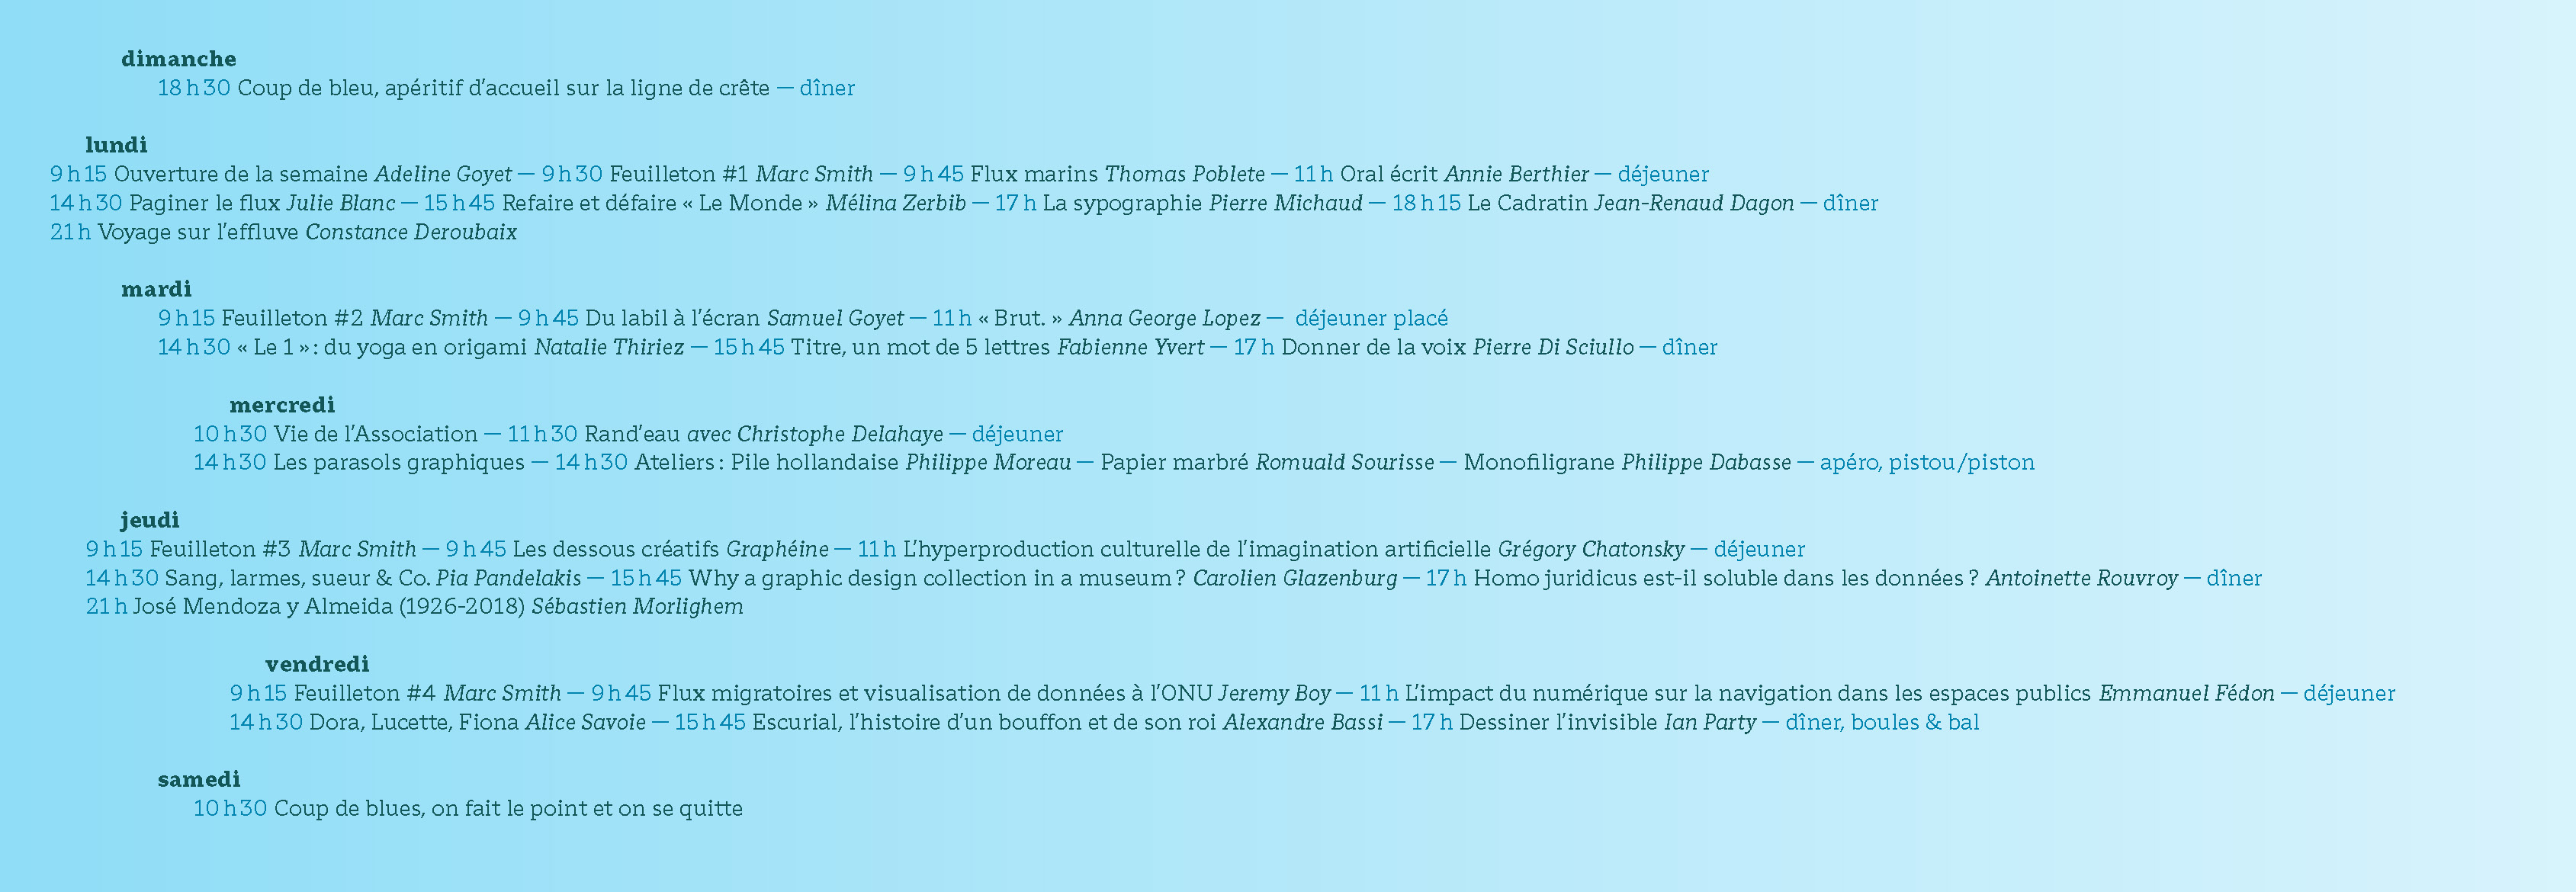 dimanche
18 h 30 Coup de bleu, apéritif d'accueil sur la ligne de crête — dîner
lundi
9 h 15 Ouverture de la semaine Adeline Goyet — 9 h 30 Feuilleton #1 Marc Smith — 9 h 45 Flux marins Thomas Poblete — 11 h Oral écrit Annie Berthier — déjeuner
14 h 30 Paginer le flux Julie Blanc — 15 h 45 Refaire et défaire « Le Monde » Mélina Zerbib — 17 h La sypographie Pierre Michaud — 18 h 15 Le Cadratin Jean-Renaud Dagon — dîner
21 h Voyage sur l'effluve Constance Deroubaix
mardi
9 h 15 Feuilleton #2 Marc Smith — 9 h 45 Du labil à l'écran Samuel Goyet — 11 h « Brut. » Anna George Lopez — déjeuner placé
14 h 30 « Le 1 » : du yoga en origami Natalie Thiriez — 15 h 45 Titre, un mot de 5 lettres Fabienne Yvert — 17 h Donner de la voix Pierre Di Sciullo — dîner
mercredi
10 h 30 Vie de l'Association — 11 h 30 Rand'eau avec Christophe Delahaye — déjeuner
14 h 30 Les parasols graphiques — 14 h 30 Ateliers : Pile hollandaise Philippe Moreau — Papier marbré Romuald Sourisse — Monofiligrane Philippe Dabasse — apéro, pistou/piston
jeudi
9 h 15 Feuilleton #3 Marc Smith — 9 h 45 Les dessous créatifs Graphéine — 11 h L'hyperproduction culturelle de l'imagination artificielle Grégory Chatonsky — déjeuner
14 h 30 Sang, larmes, sueur & Co. Pia Pandelakis — 15 h 45 Why a graphic design collection in a museum ? Carolien Glazenburg — 17 h Homo juridicus est-il soluble dans les données ? Antoinette Rouvroy — dîner
21 h José Mendoza y Almeida (1926-2018) Sébastien Morlighem
vendredi
9 h 15 Feuilleton #4 Marc Smith — 9 h 45 Flux migratoires et visualisation de données à l'ONU Jeremy Boy — 11 h L'impact du numérique sur la navigation dans les espaces publics Emmanuel Fédon — déjeuner
14 h 30 Dora, Lucette, Fiona Alice Savoie — 15 h 45 Escurial, l'histoire d'un bouffon et de son roi Alexandre Bassi — 17 h Dessiner l'invisible Ian Party — dîner, boules & bal
samedi
10 h 30 Coup de blues, on fait le point et on se quitte